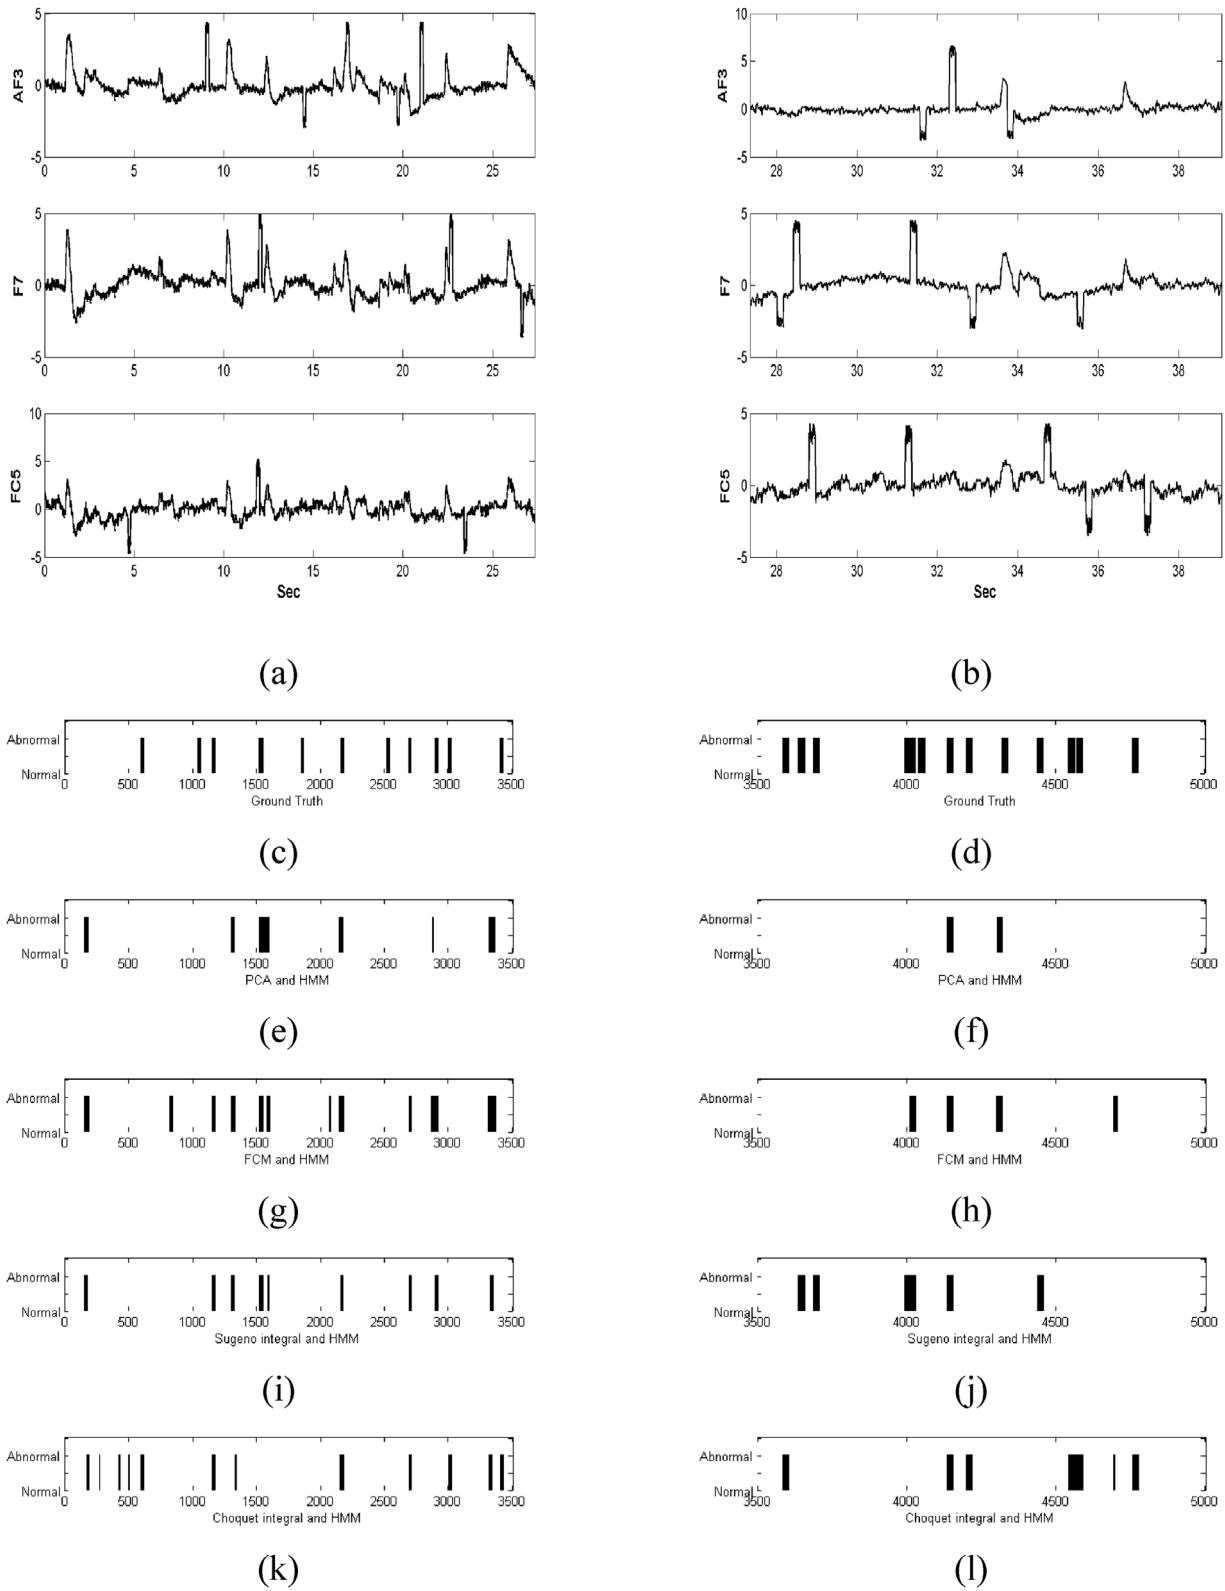 5
0
-5
AF3
0 5 10 15 20 25
10
5
0
-5
AF3
28 30 32 34 36 38
5
0
-5
F7
0 5 10 15 20 25
5
0
-5
F7
28 30 32 34 36 38
10
5
0
-5
FC5
0 5 10 15 20 25
Sec
5
0
-5
FC5
28 30 32 34 36 38
Sec
(a)
(b)
Abnormal
Normal
0 500 1000 1500 2000 2500 3000 3500
Ground Truth
Abnormal
Normal
3500 4000 4500 5000
Ground Truth
(c)
(d)
Abnormal
Normal
0 500 1000 1500 2000 2500 3000 3500
PCA and HMM
Abnormal
Normal
3500 4000 4500 5000
PCA and HMM
(e)
(f)
Abnormal
Normal
0 500 1000 1500 2000 2500 3000 3500
FCM and HMM
Abnormal
Normal
3500 4000 4500 5000
FCM and HMM
(g)
(h)
Abnormal
Normal
0 500 1000 1500 2000 2500 3000 3500
Sugeno integral and HMM
Abnormal
Normal
3500 4000 4500 5000
Sugeno integral and HMM
(i)
(j)
Abnormal
Normal
0 500 1000 1500 2000 2500 3000 3500
Choquet integral and HMM
Abnormal
Normal
3500 4000 4500 5000
Choquet integral and HMM
(k)
(l)